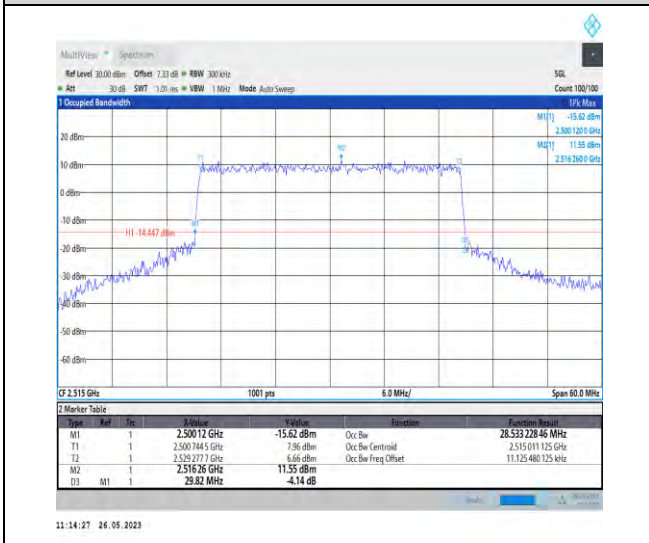 MultiView Spectrum
Ref Level 30.00 dBm Offset 7.33 dB RBW 300 kHz SGL
Att 30 dB SWT 1.01 ms VBW 1 MHz Mode Auto Sweep Count 100/100
1 Occupied Bandwidth 1Pk Max
M1[1] -15.62 dBm
2.500 1200 GHz
M2[1] 11.55 dBm
2.516 2600 GHz
20 dBm
M2
T1 T2
10 dBm
0 dBm
-10 dBm
M1
H1 -14.447 dBm
-20 dBm
-30 dBm
-40 dBm
-50 dBm
-60 dBm
CF 2.515 GHz 1001 pts 6.0 MHz/ Span 60.0 MHz
2 Marker Table
Type Ref Trc X-Value Y-Value Function Function Result
M1 1 2.500 12 GHz -15.62 dBm Occ Bw 28.533 228 46 MHz
T1 1 2.500 744 5 GHz 7.96 dBm Occ Bw Centroid 2.515 011 125 GHz
T2 1 2.529 277 7 GHz 6.66 dBm Occ Bw Freq Offset 11.125 480 125 kHz
M2 1 2.516 26 GHz 11.55 dBm
D3 M1 1 29.82 MHz -4.14 dB
11:14:27 26.05.2023